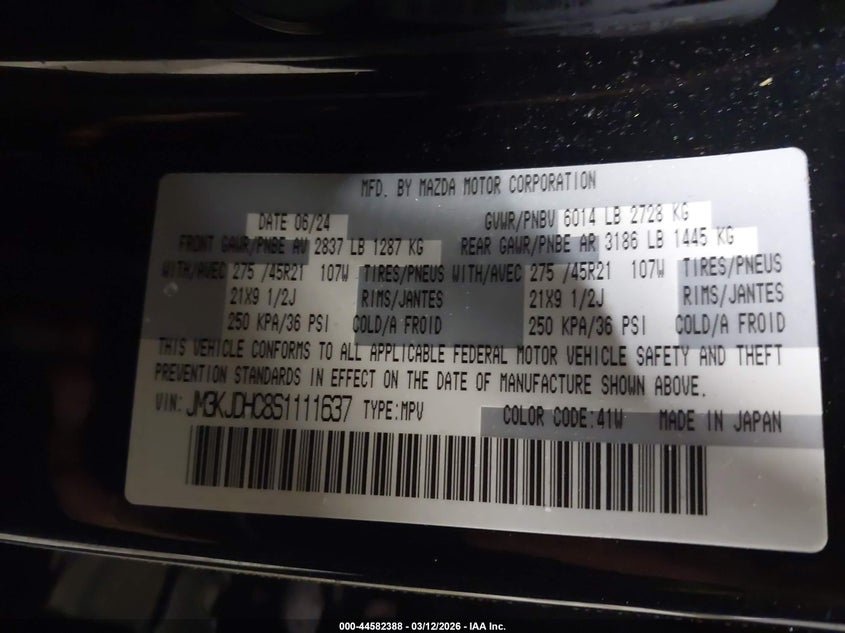 MFD. BY MAZDA MOTOR CORPORATION
DATE 06/24 GVWR/PNBV 6014 LB 2728 KG
FRONT GAWR/PNBE AV 2837 LB 1287 KG REAR GAWR/PNBE AR 3186 LB 1445 KG
WITH/AVEC 275 /45R21 107W TIRES/PNEUS WITH/AVEC 275 /45R21 107W TIRES/PNEUS
21X9 1/2J RIMS/JANTES 21X9 1/2J RIMS/JANTES
250 KPA/36 PSI COLD/A FROID 250 KPA/36 PSI COLD/A FROID
THIS VEHICLE CONFORMS TO ALL APPLICABLE FEDERAL MOTOR VEHICLE SAFETY AND THEFT
PREVENTION STANDARDS IN EFFECT ON THE DATE OF MANUFACTURE SHOWN ABOVE.
VIN: JM3KJDHC8S1111637 TYPE:MPV COLOR CODE:41W MADE IN JAPAN
000-44582388 - 03/12/2026 - IAA Inc.